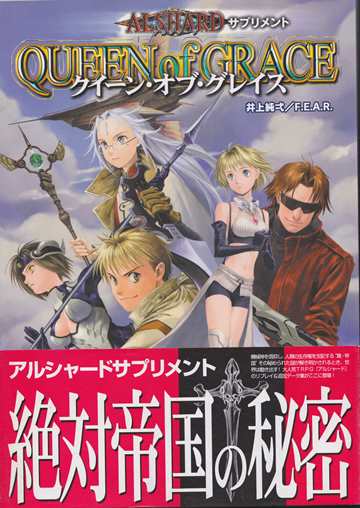 ALSHARD サプリメント
QUEEN of GRACE
クイーン・オブ・グレイス
井上純弌／F.E.A.R.
アルシャードサプリメント
絶対帝国の秘密